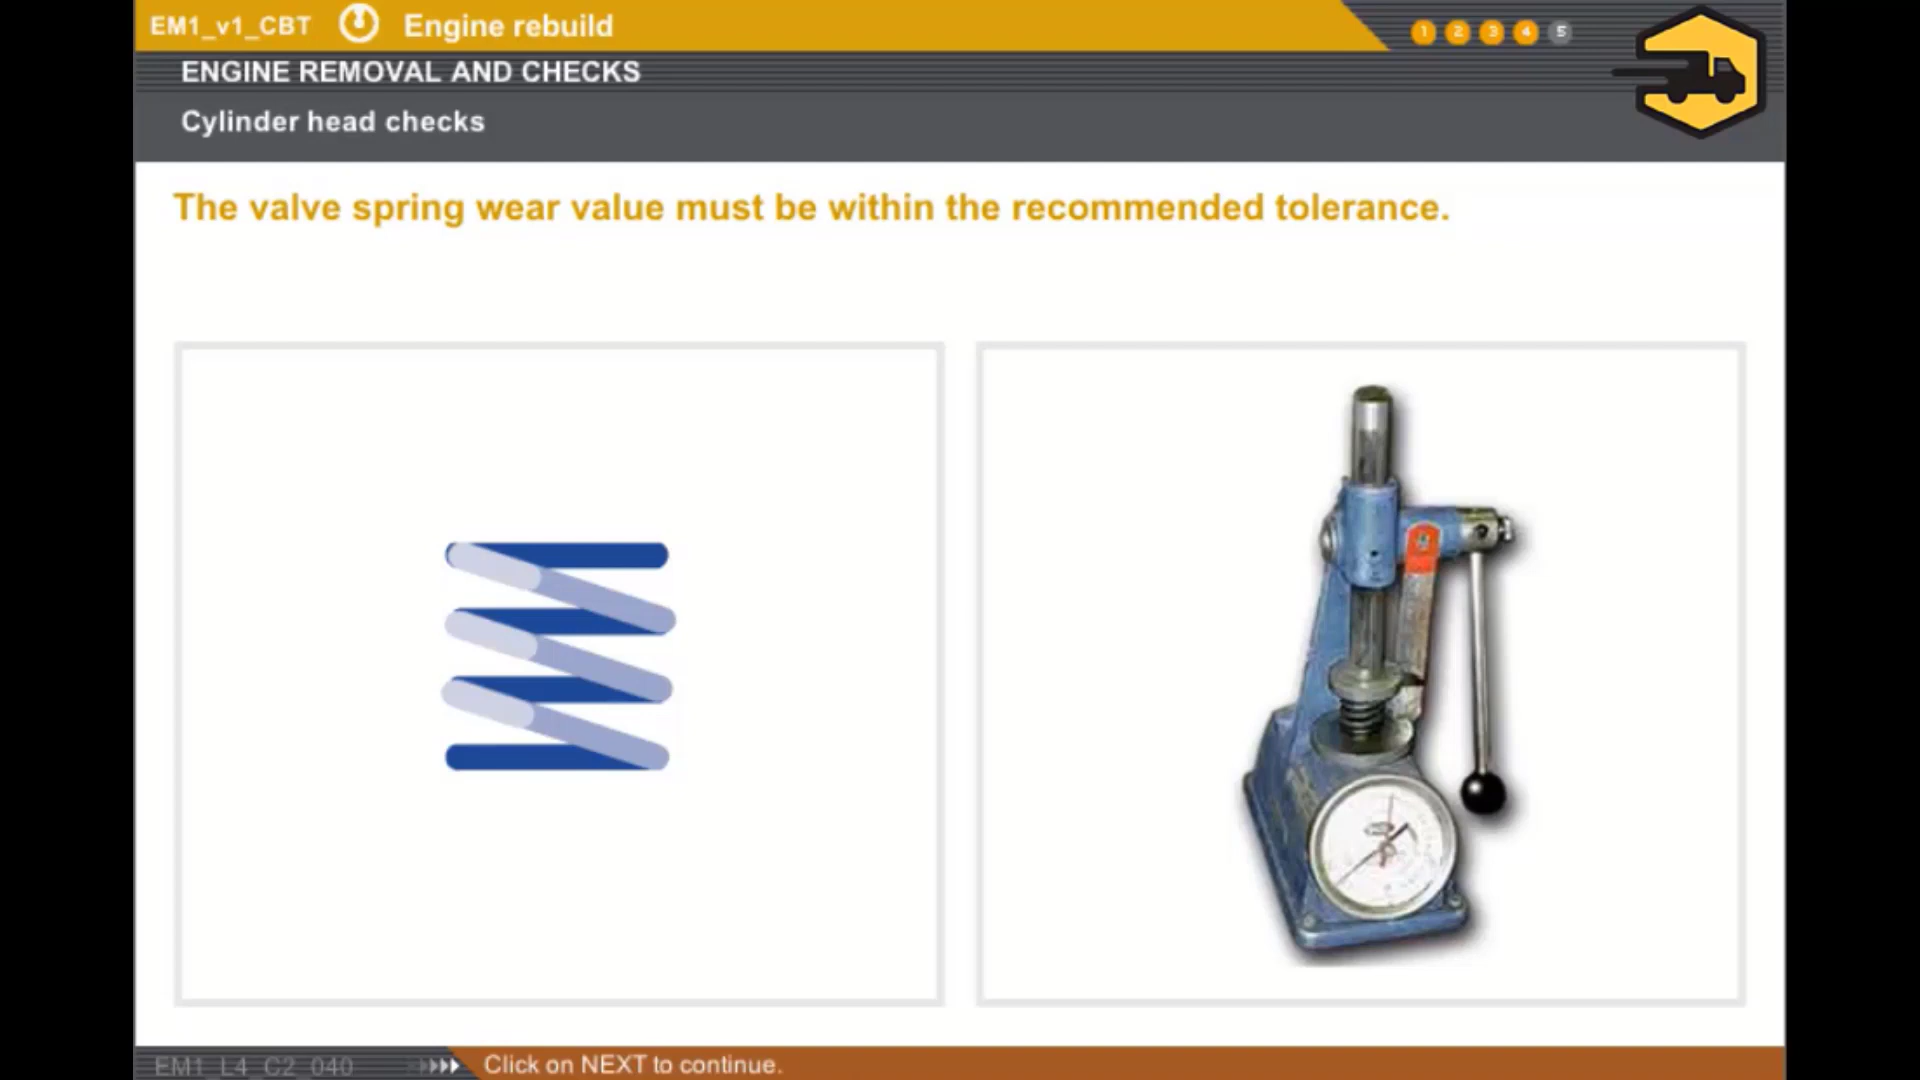 EM1_v1_CBT Engine rebuild
1 2 3 4 5
ENGINE REMOVAL AND CHECKS
Cylinder head checks
The valve spring wear value must be within the recommended tolerance.
EM1_L4_C2_040
Click on NEXT to continue.